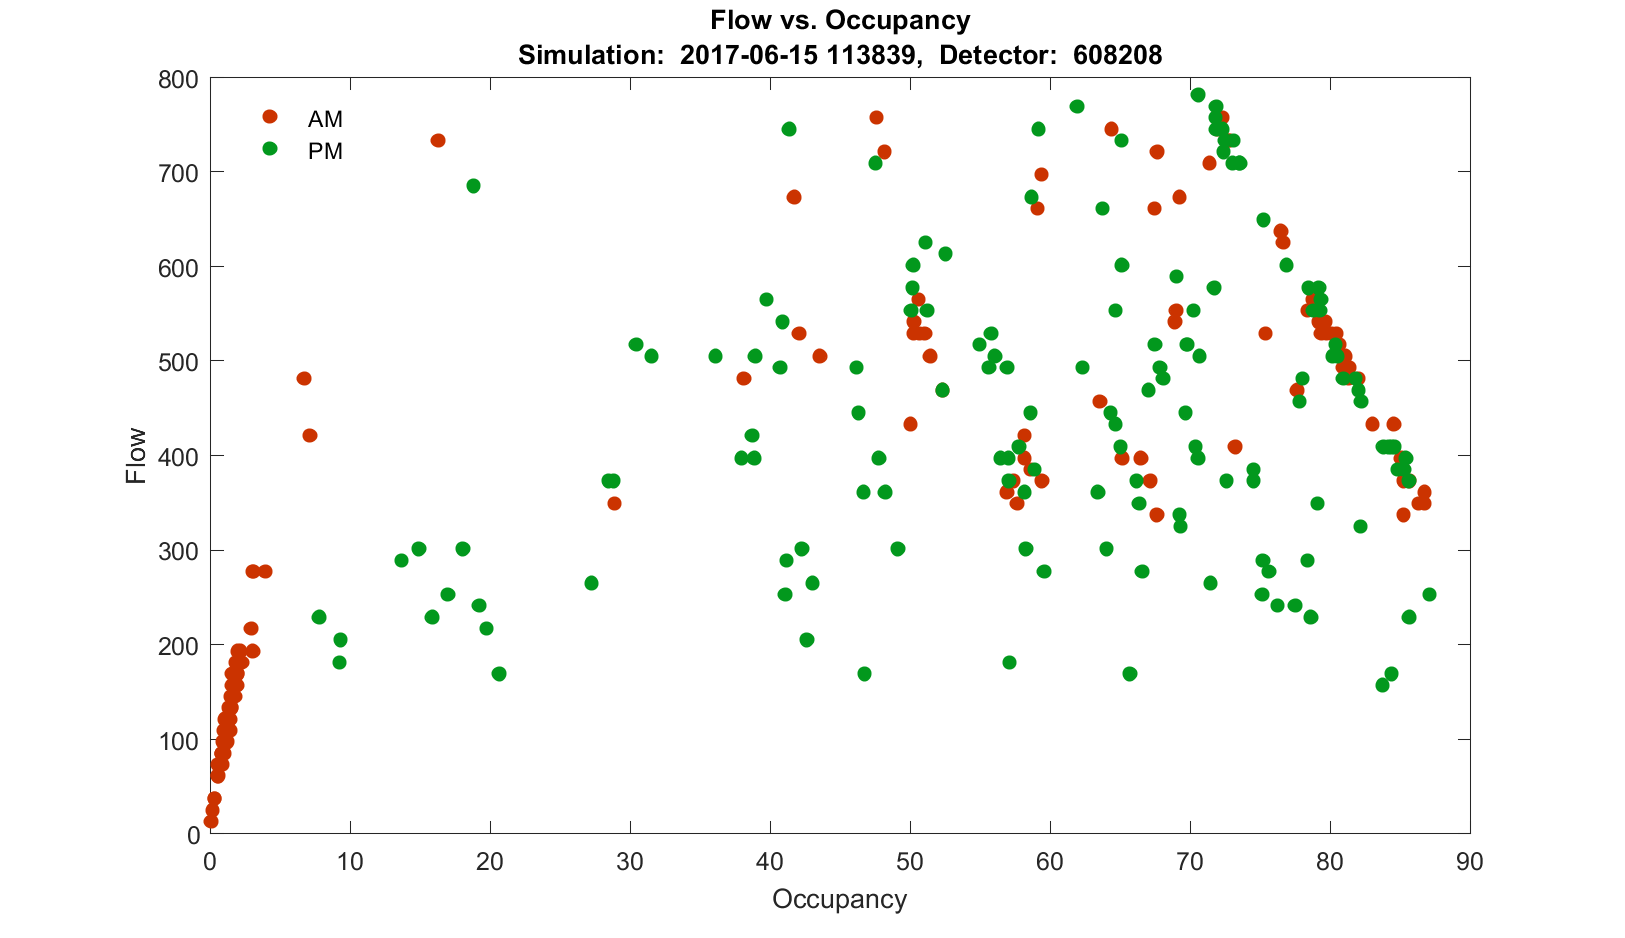 Flow vs. Occupancy
Simulation:  2017-06-15 113839,  Detector:  608208
800
700
600
500
400
300
200
100
0
Flow
AM
PM
0 10 20 30 40 50 60 70 80 90
Occupancy